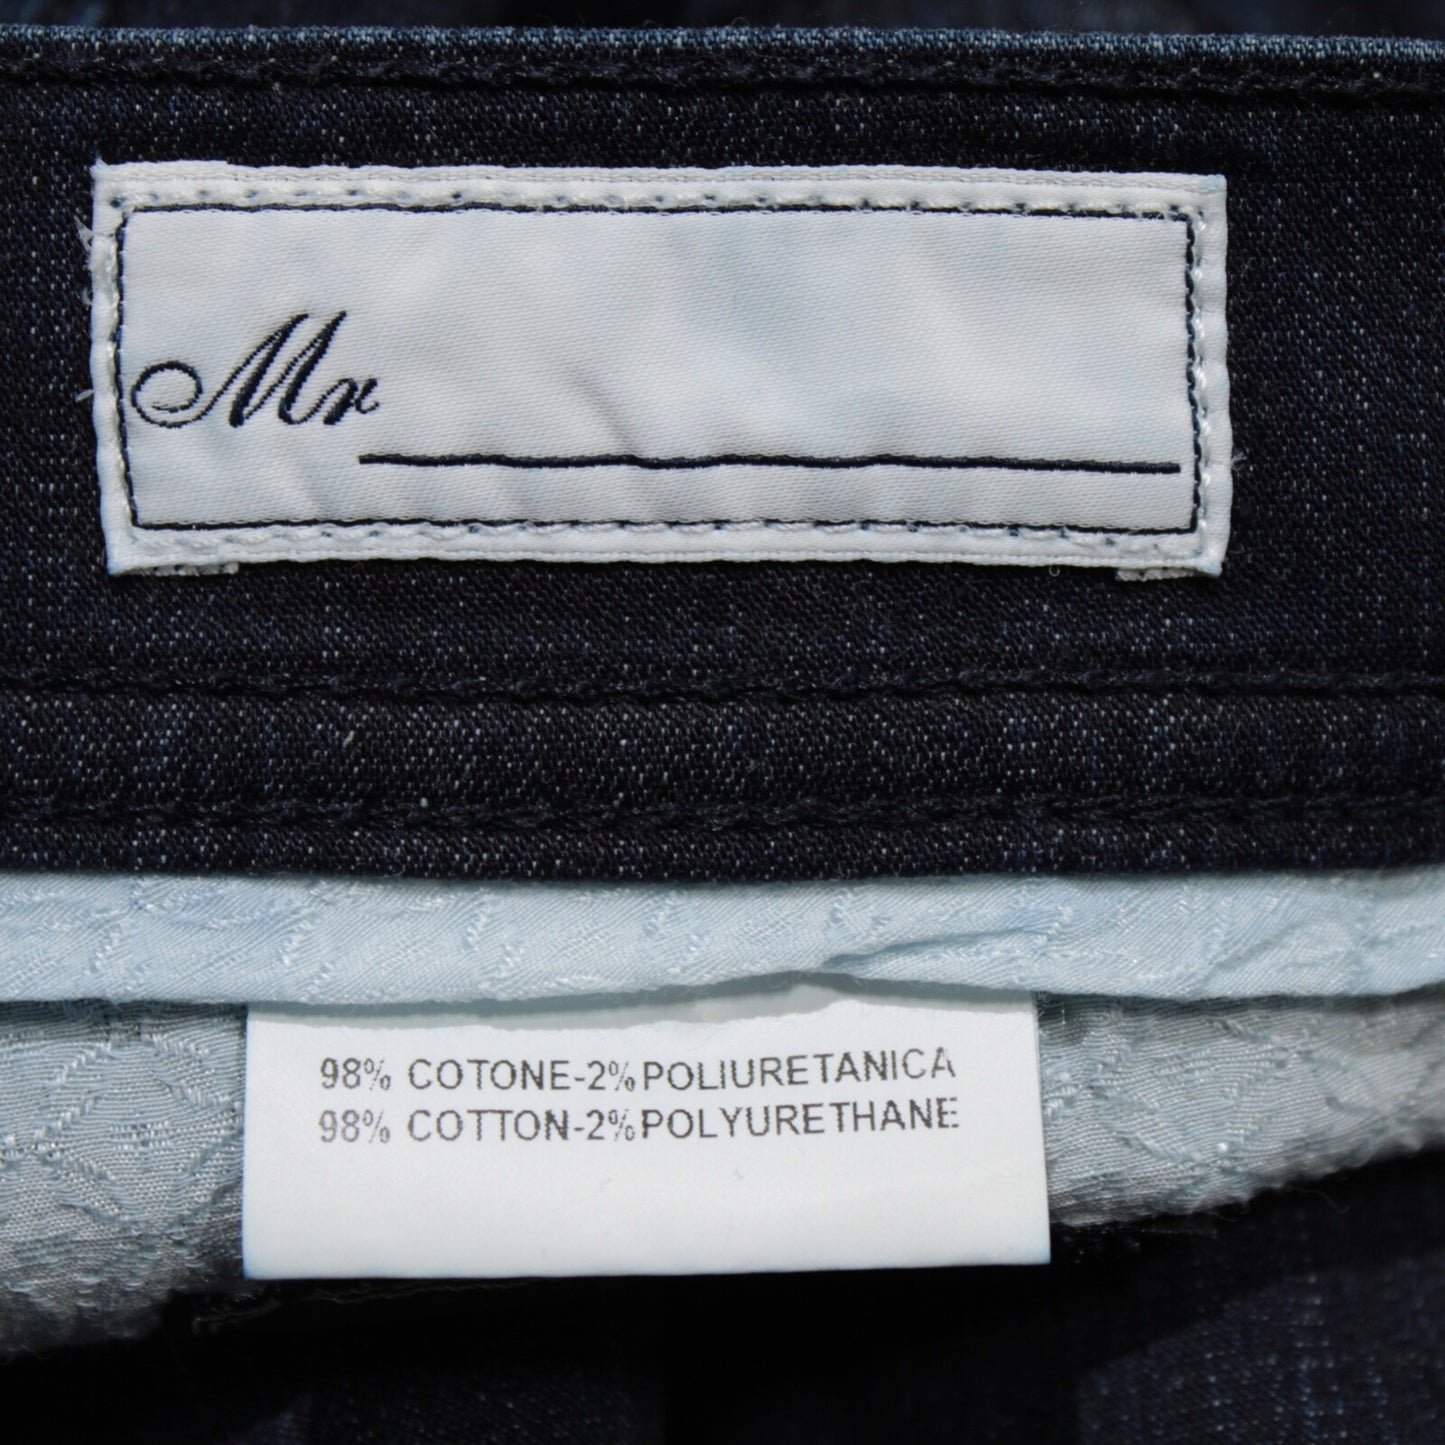 Mr
98% COTONE-2%POLIURETANICA
98% COTTON-2%POLYURETHANE